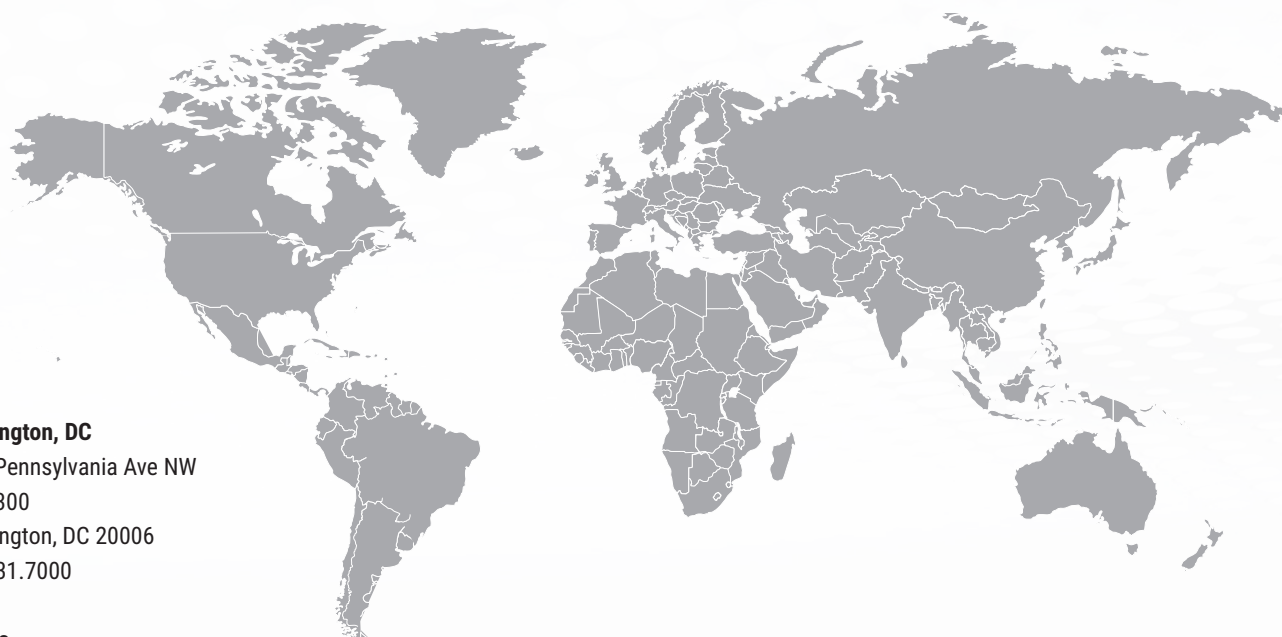 ngton, DC
Pennsylvania Ave NW
300
ngton, DC 20006
31.7000